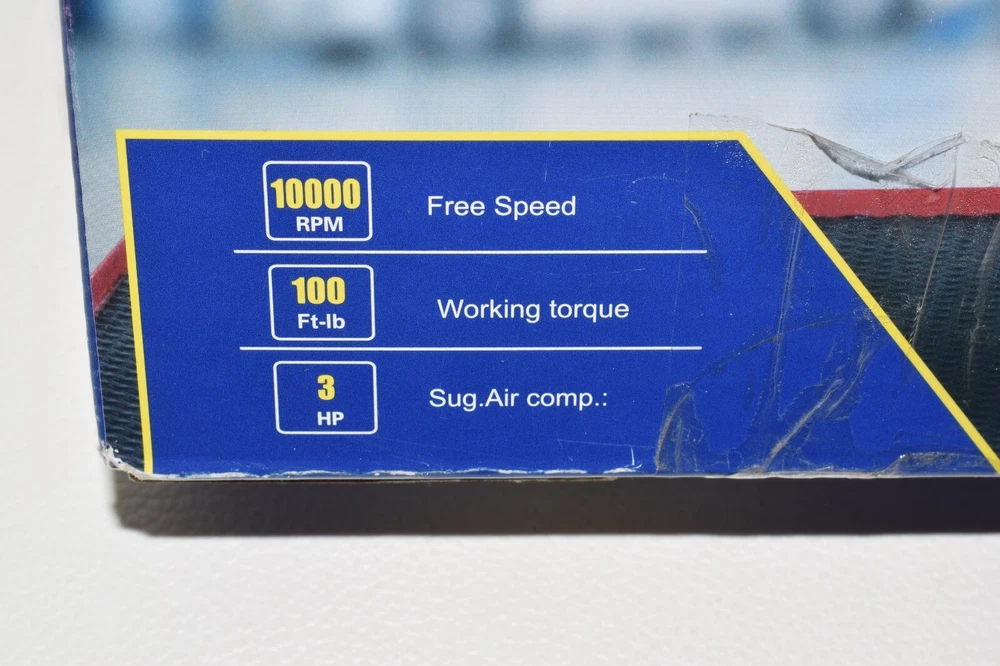 10000
RPM
Free Speed
100
Ft-lb
Working torque
3
HP
Sug.Air comp.: